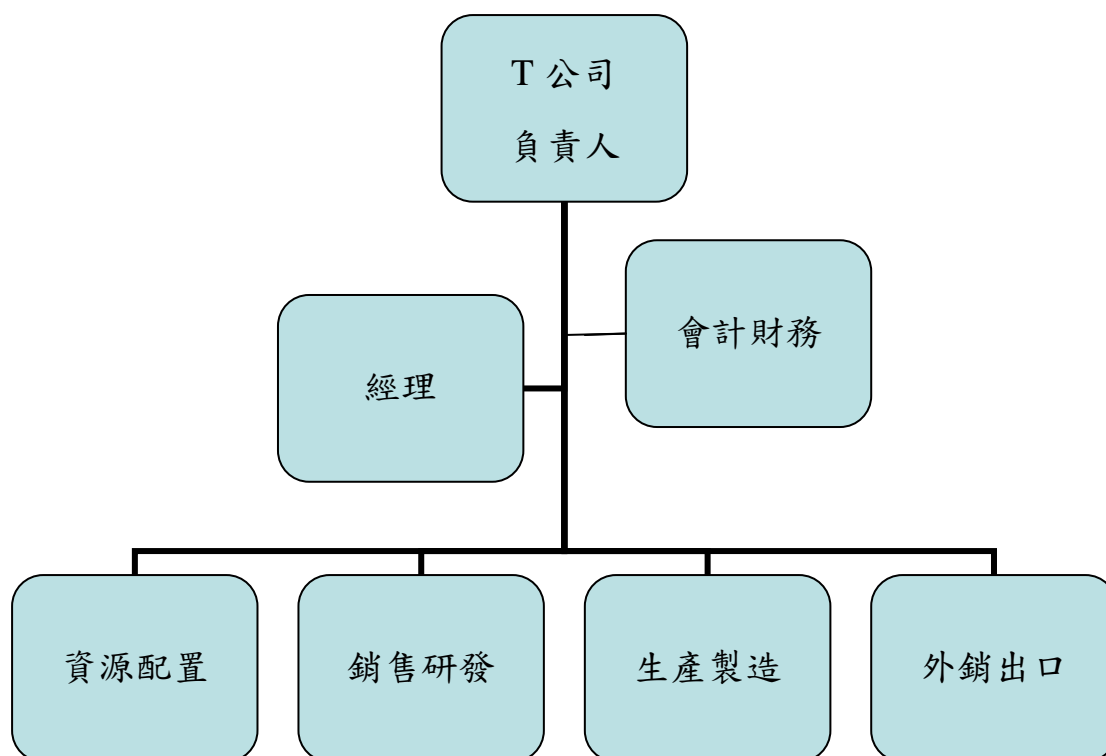 T 公司
負責人
會計財務
經理
資源配置
銷售研發
生產製造
外銷出口